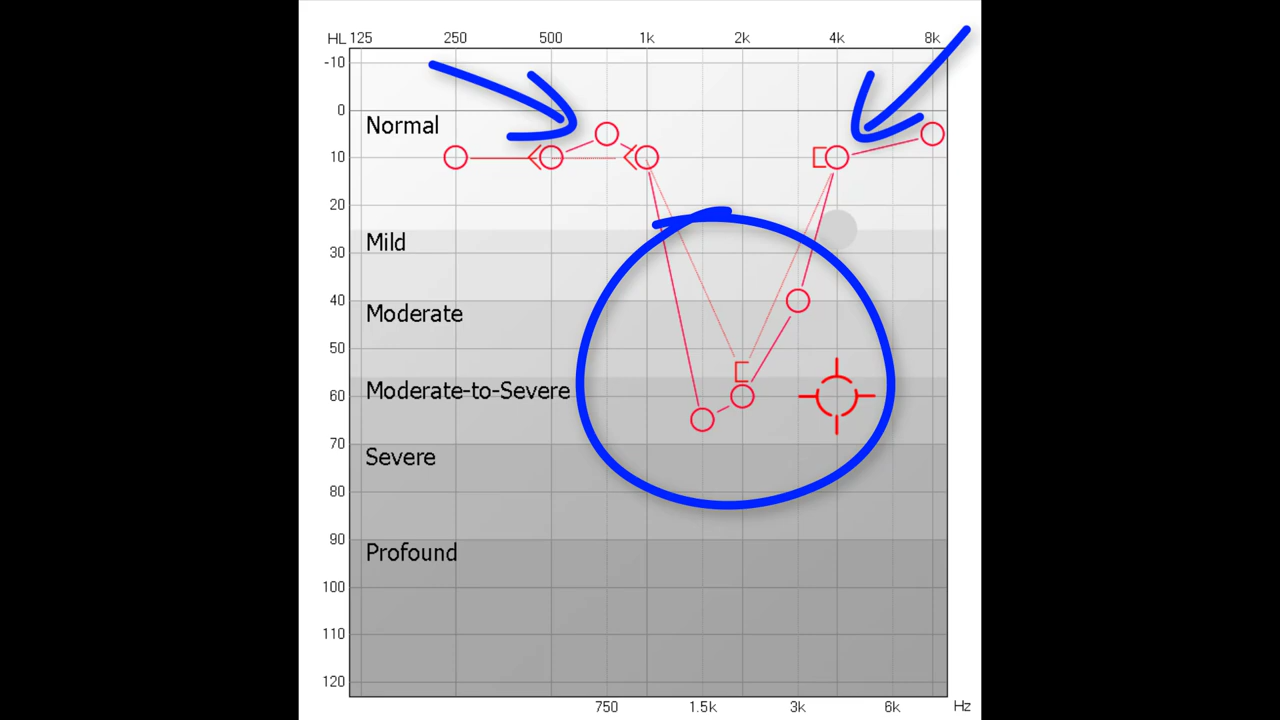 HL 125 250 500 1k 2k 4k 8k
-10
0
Normal
10
20
Mild
30
40
Moderate
50
Moderate-to-Severe
60
70
Severe
80
90
Profound
100
110
120
750 1.5k 3k 6k Hz